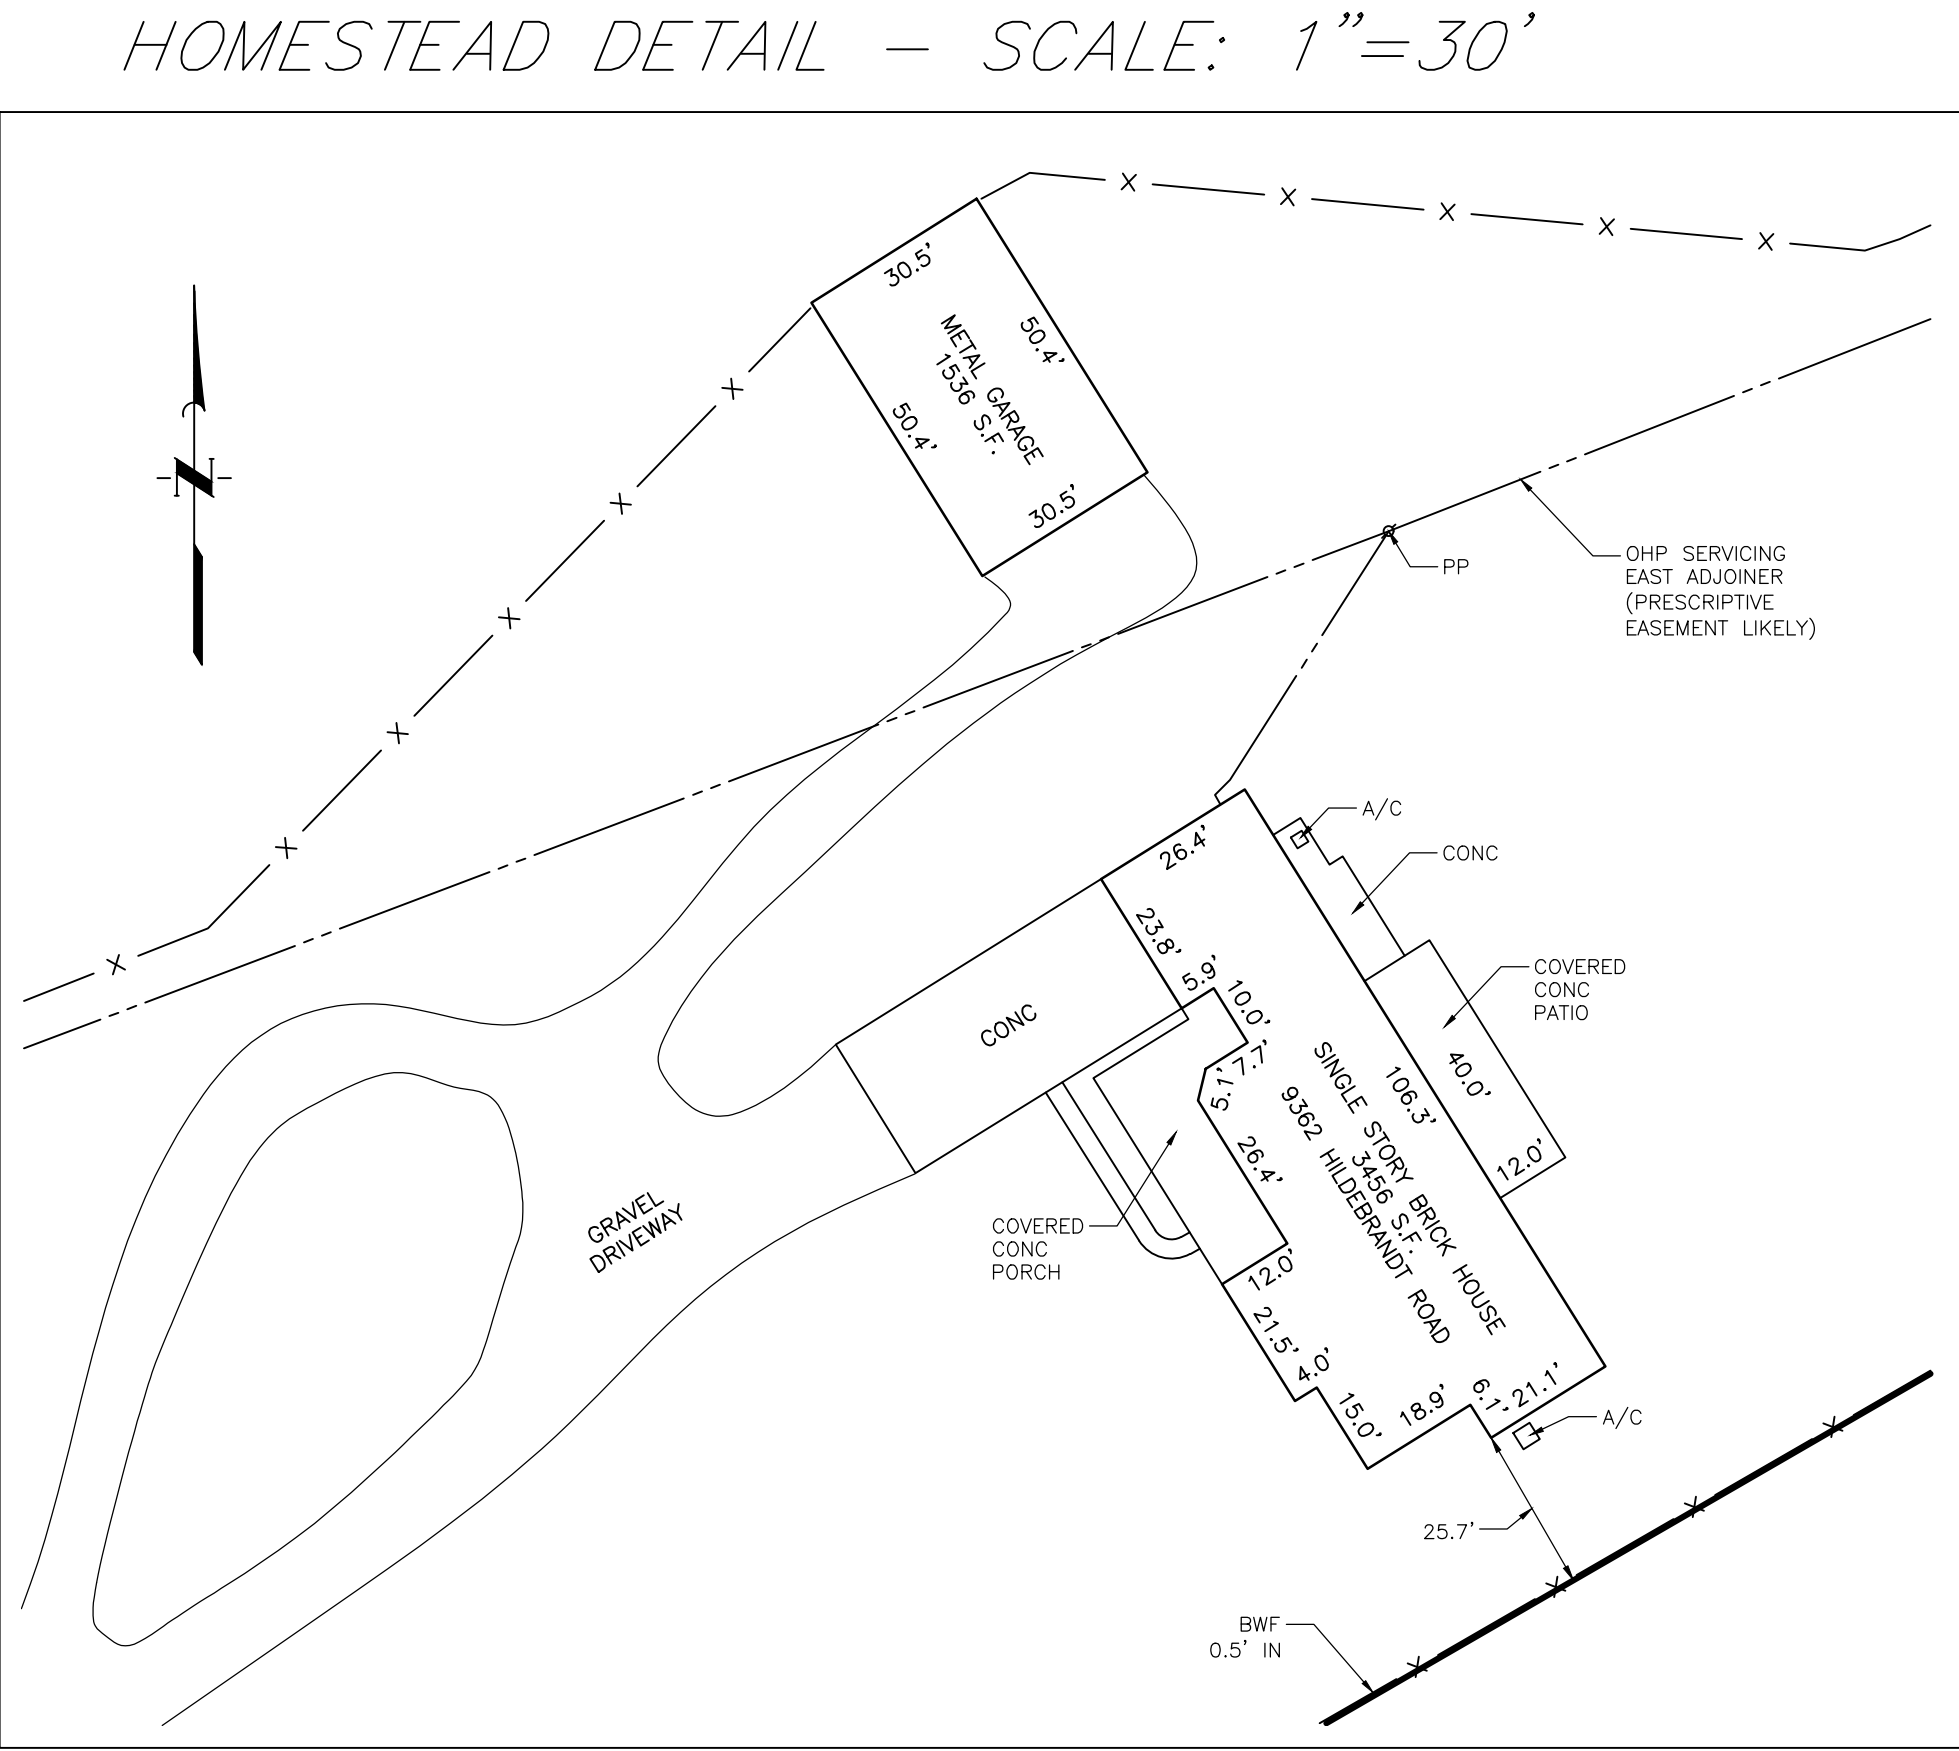 HOMESTEAD DETAIL – SCALE: 1"=30'
30.5'
50.4'
METAL GARAGE
1536 S.F.
50.4'
30.5'
N
PP
OHP SERVICING
EAST ADJOINER
(PRESCRIPTIVE
EASEMENT LIKELY)
A/C
CONC
26.4'
23.8'
5.9'
10.0'
COVERED
CONC
PATIO
CONC
7.7'
5.1'
40.0'
106.3'
12.0'
SINGLE STORY BRICK HOUSE
3456 S.F.
9362 HILDEBRANDT ROAD
26.4'
GRAVEL
DRIVEWAY
COVERED
CONC
PORCH
12.0'
21.5'
4.0'
15.0'
18.9'
6.1'
21.1'
A/C
25.7'
BWF
0.5' IN